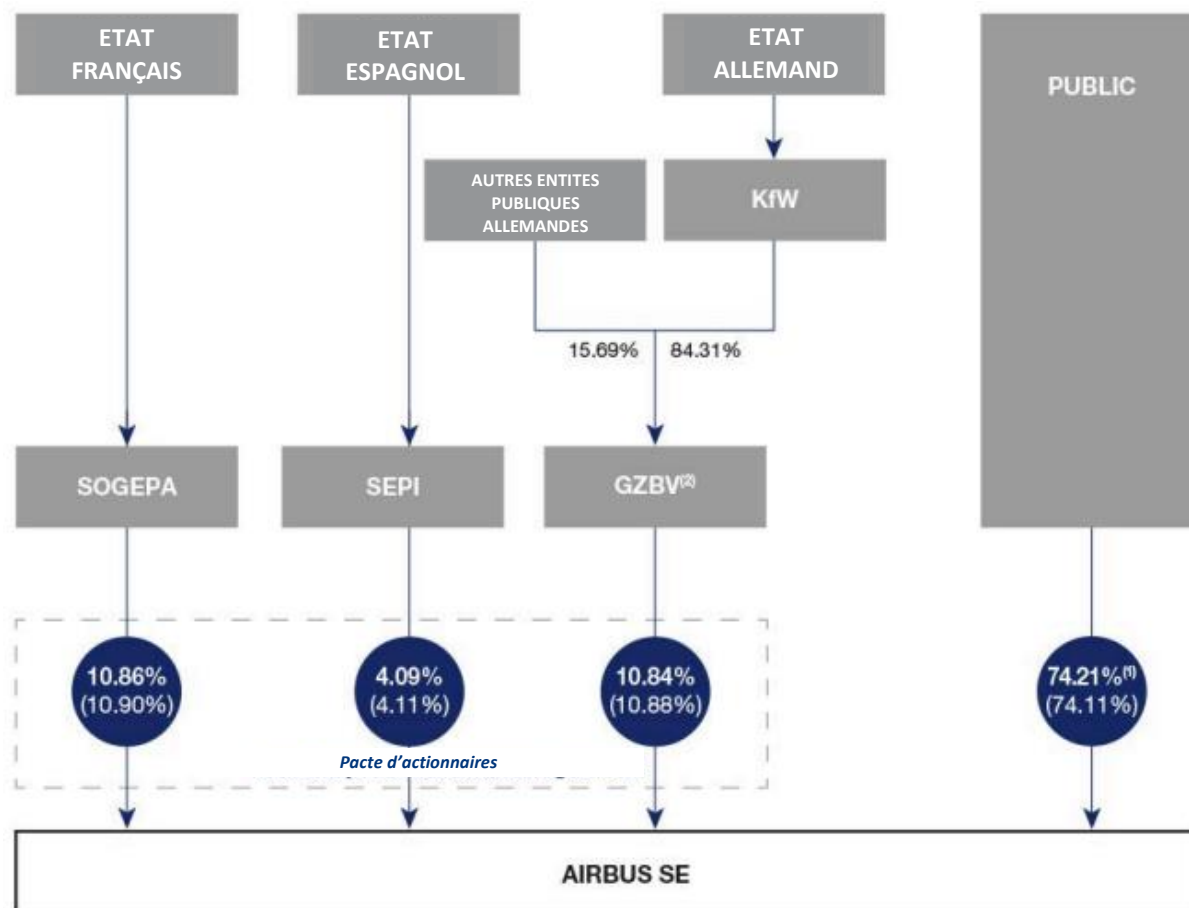 ETAT
FRANÇAIS
ETAT
ESPAGNOL
ETAT
ALLEMAND
PUBLIC
AUTRES ENTITES
PUBLIQUES
ALLEMANDES
KfW
15.69% 84.31%
SOGEPA
SEPI
GZBV(2)
10.86%
(10.90%)
4.09%
(4.11%)
10.84%
(10.88%)
74.21%(1)
(74.11%)
Pacte d'actionnaires
AIRBUS SE